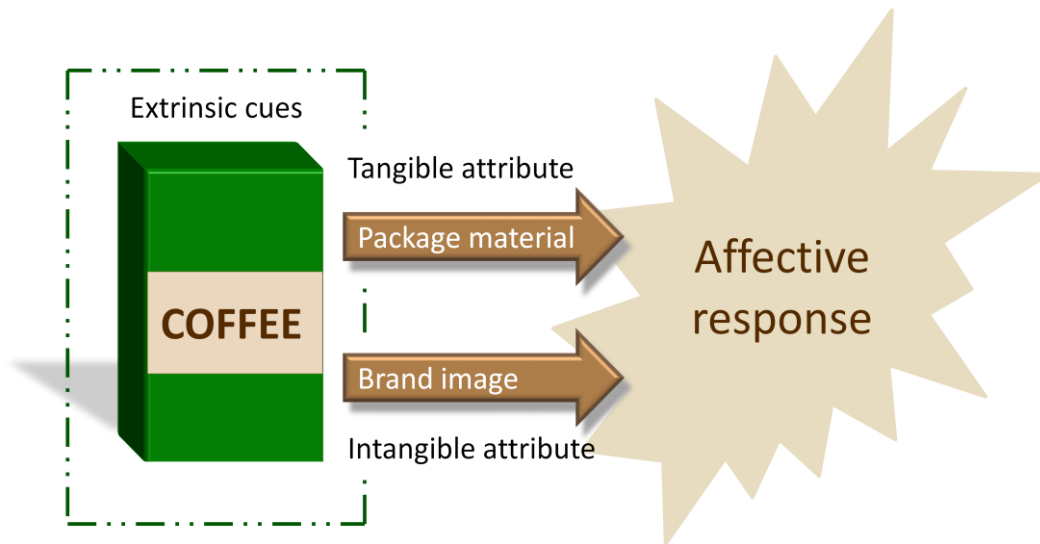 Extrinsic cues
Tangible attribute
Package material
COFFEE
Brand image
Intangible attribute
Affective
response